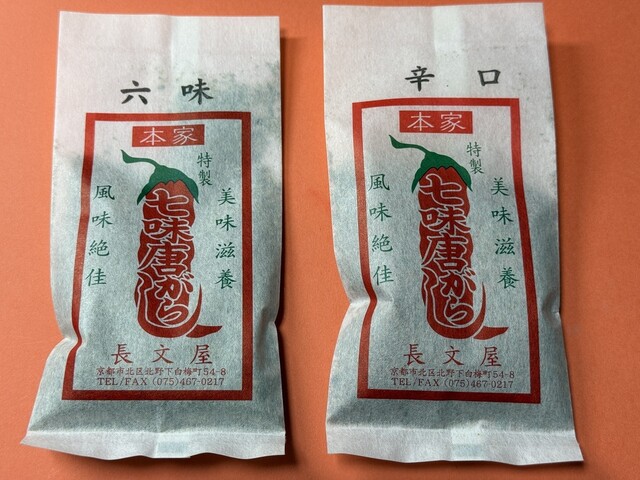 六味
本家
特製
美味滋養
七味唐がらし
風味絶佳
長文屋
京都市北区北野下白梅町54-8
TEL/FAX (075)467-0217
辛口
本家
特製
美味滋養
七味唐がらし
風味絶佳
長文屋
京都市北区北野下白梅町54-8
TEL/FAX (075)467-0217